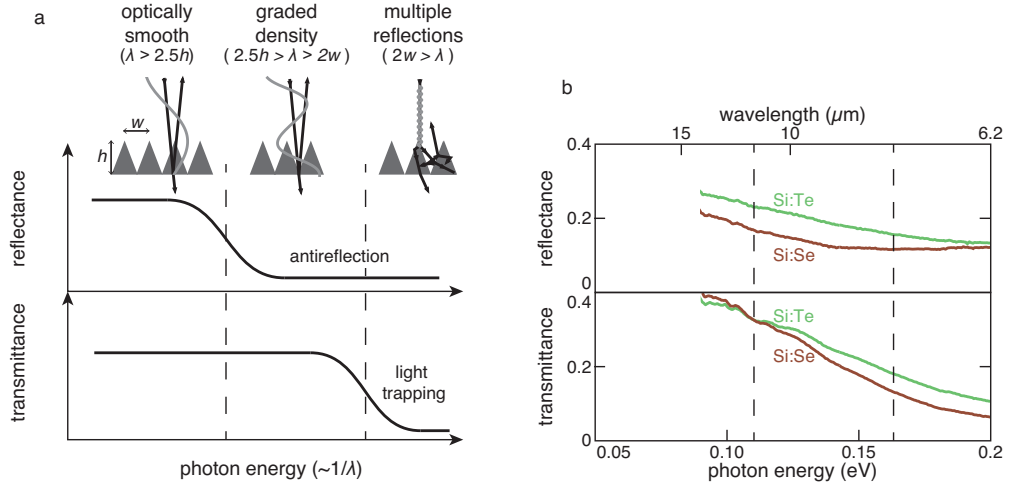 a
optically
smooth
(λ > 2.5h)
graded
density
( 2.5h > λ > 2w)
multiple
reflections
( 2w > λ)
w
h
reflectance
antireflection
transmittance
light
trapping
photon energy (~1/λ)
b
wavelength (µm)
15 10 6.2
0.4
0.2
0
reflectance
Si:Te
Si:Se
0.4
0.2
0
transmittance
Si:Te
Si:Se
0.05 0.10 0.15 0.2
photon energy (eV)